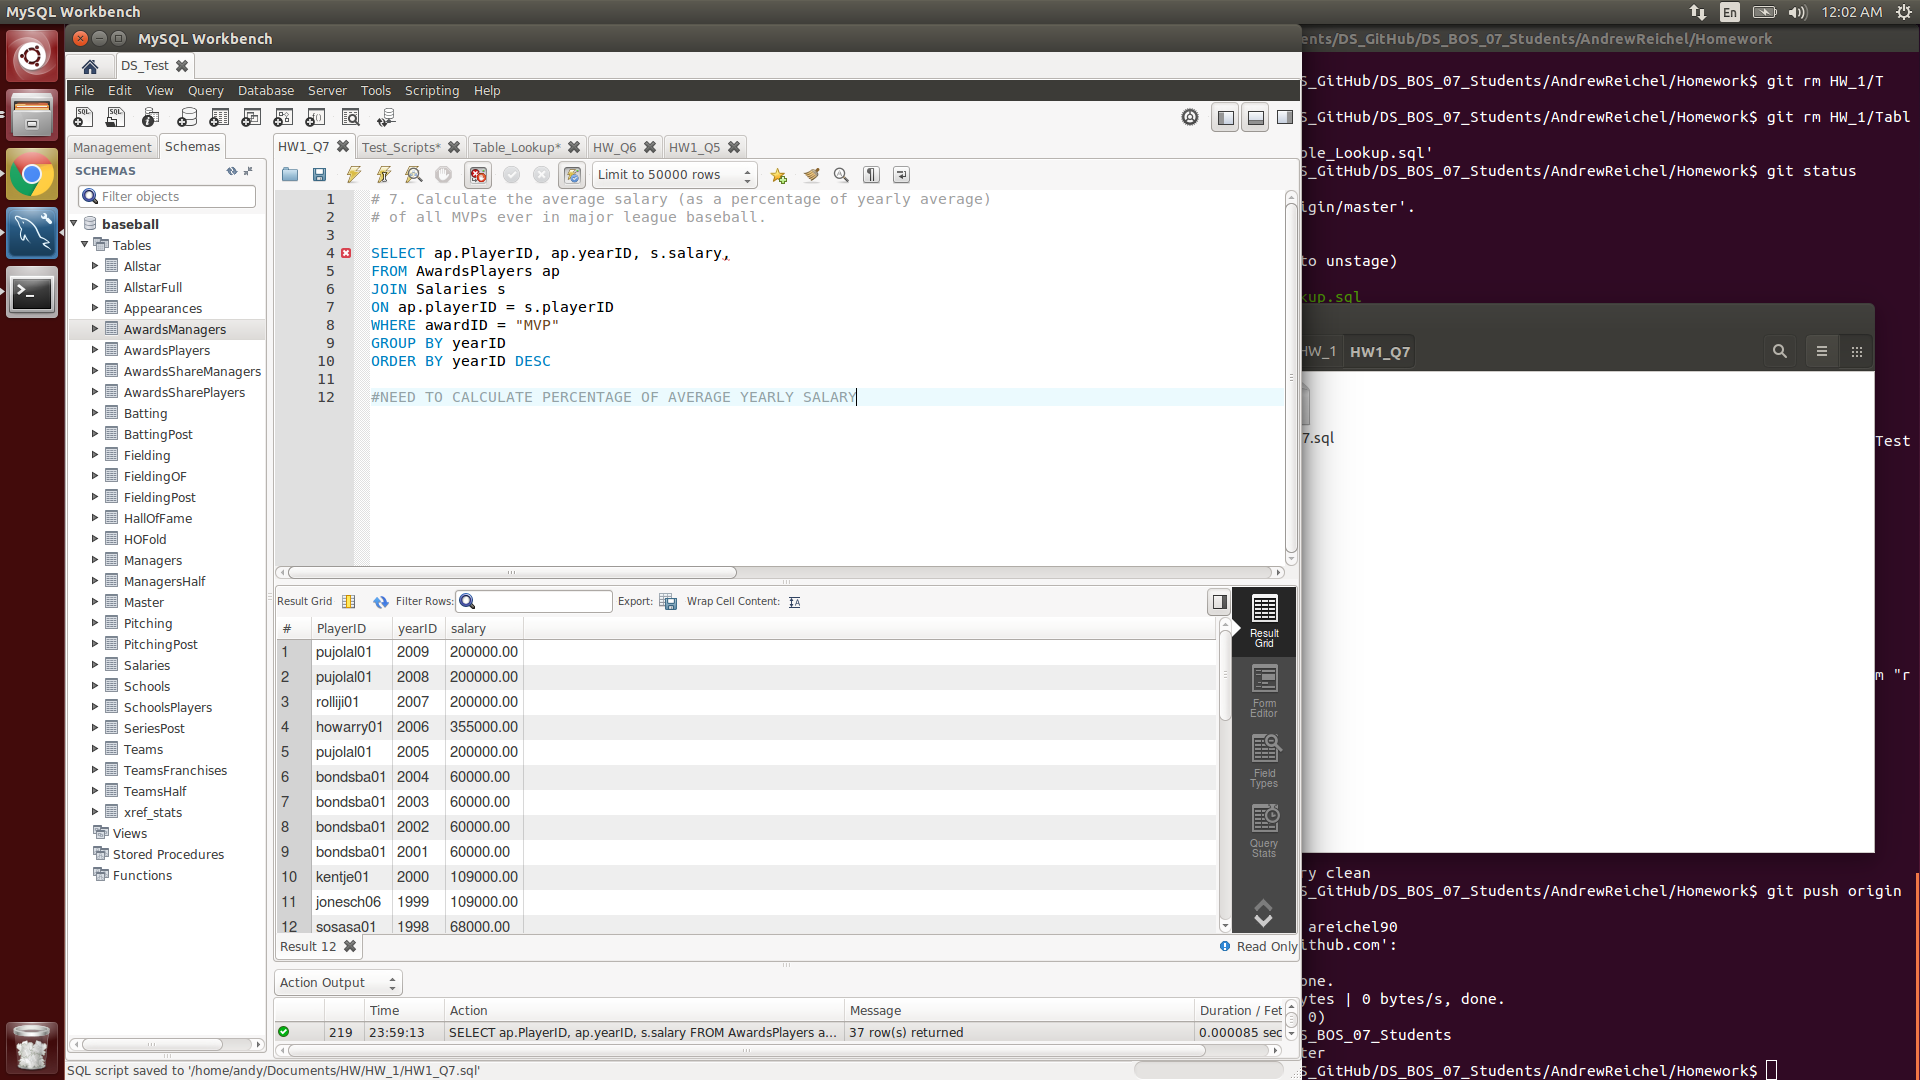 MySQL Workbench
En
12:02 AM
MySQL Workbench
DS_Test
File Edit View Query Database Server Tools Scripting Help
Management Schemas
HW1_Q7 Test_Scripts* Table_Lookup* HW_Q6 HW1_Q5
SCHEMAS
Filter objects
Limit to 50000 rows
baseball
Tables
Allstar
AllstarFull
Appearances
AwardsManagers
AwardsPlayers
AwardsShareManagers
AwardsSharePlayers
Batting
BattingPost
Fielding
FieldingOF
FieldingPost
HallOfFame
HOFold
Managers
ManagersHalf
Master
Pitching
PitchingPost
Salaries
Schools
SchoolsPlayers
SeriesPost
Teams
TeamsFranchises
TeamsHalf
xref_stats
Views
Stored Procedures
Functions
1 # 7. Calculate the average salary (as a percentage of yearly average)
2 # of all MVPs ever in major league baseball.
3
4 SELECT ap.PlayerID, ap.yearID, s.salary,
5 FROM AwardsPlayers ap
6 JOIN Salaries s
7 ON ap.playerID = s.playerID
8 WHERE awardID = "MVP"
9 GROUP BY yearID
10 ORDER BY yearID DESC
11
12 #NEED TO CALCULATE PERCENTAGE OF AVERAGE YEARLY SALARY
Result Grid Filter Rows: Export: Wrap Cell Content:
# PlayerID yearID salary
1 pujolal01 2009 200000.00
2 pujolal01 2008 200000.00
3 rolliji01 2007 200000.00
4 howarry01 2006 355000.00
5 pujolal01 2005 200000.00
6 bondsba01 2004 60000.00
7 bondsba01 2003 60000.00
8 bondsba01 2002 60000.00
9 bondsba01 2001 60000.00
10 kentje01 2000 109000.00
11 jonesch06 1999 109000.00
12 sosasa01 1998 68000.00
Result Grid
Form Editor
Field Types
Query Stats
Result 12
Read Only
Action Output
Time Action Message Duration / Fet
219 23:59:13 SELECT ap.PlayerID, ap.yearID, s.salary FROM AwardsPlayers a... 37 row(s) returned 0.000085 sec
SQL script saved to '/home/andy/Documents/HW/HW_1/HW1_Q7.sql'
ents/DS_GitHub/DS_BOS_07_Students/AndrewReichel/Homework
S_GitHub/DS_BOS_07_Students/AndrewReichel/Homework$ git rm HW_1/T
S_GitHub/DS_BOS_07_Students/AndrewReichel/Homework$ git rm HW_1/Tabl
ble_Lookup.sql'
S_GitHub/DS_BOS_07_Students/AndrewReichel/Homework$ git status
igin/master'.
to unstage)
kup.sql
HW_1 HW1_Q7
7.sql
Test
m "r
ry clean
S_GitHub/DS_BOS_07_Students/AndrewReichel/Homework$ git push origin
areichel90
ithub.com':
one.
ytes | 0 bytes/s, done.
0)
S_BOS_07_Students
ter
S_GitHub/DS_BOS_07_Students/AndrewReichel/Homework$